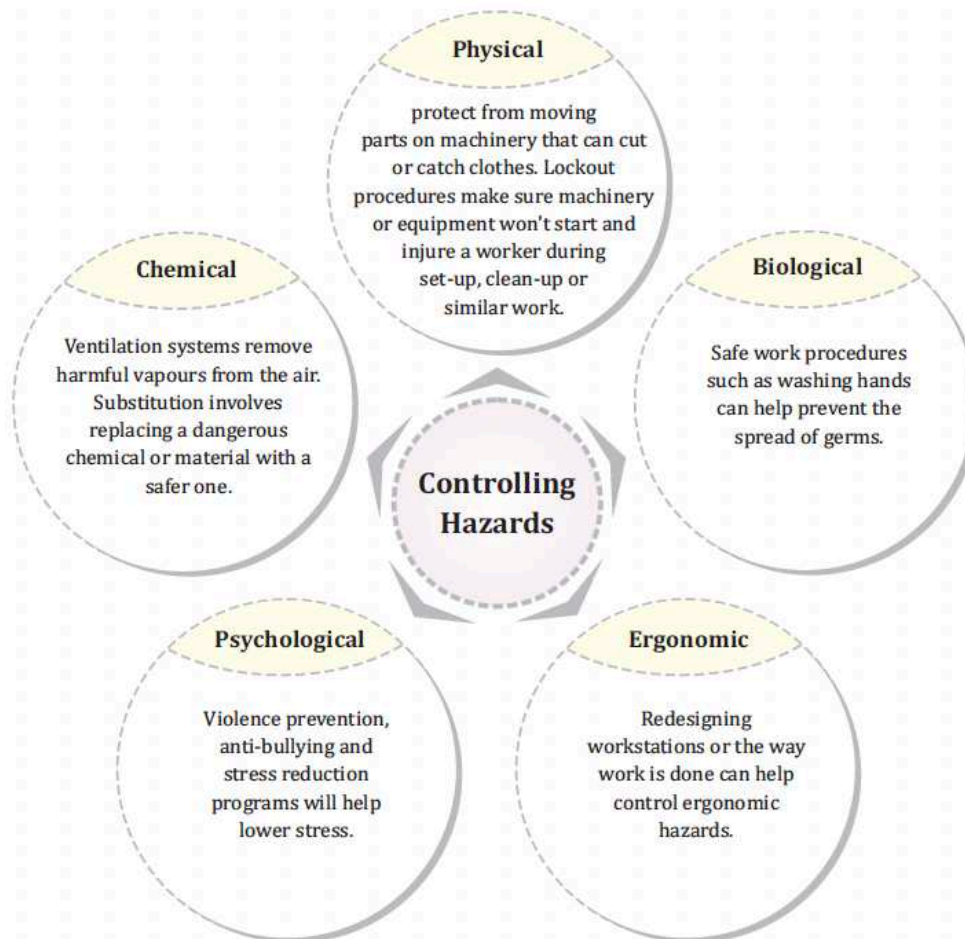 Physical
protect from moving
parts on machinery that can cut
or catch clothes. Lockout
procedures make sure machinery
or equipment won't start and
injure a worker during
set-up, clean-up or
similar work.
Chemical
Ventilation systems remove
harmful vapours from the air.
Substitution involves
replacing a dangerous
chemical or material with a
safer one.
Biological
Safe work procedures
such as washing hands
can help prevent the
spread of germs.
Controlling
Hazards
Psychological
Violence prevention,
anti-bullying and
stress reduction
programs will help
lower stress.
Ergonomic
Redesigning
workstations or the way
work is done can help
control ergonomic
hazards.